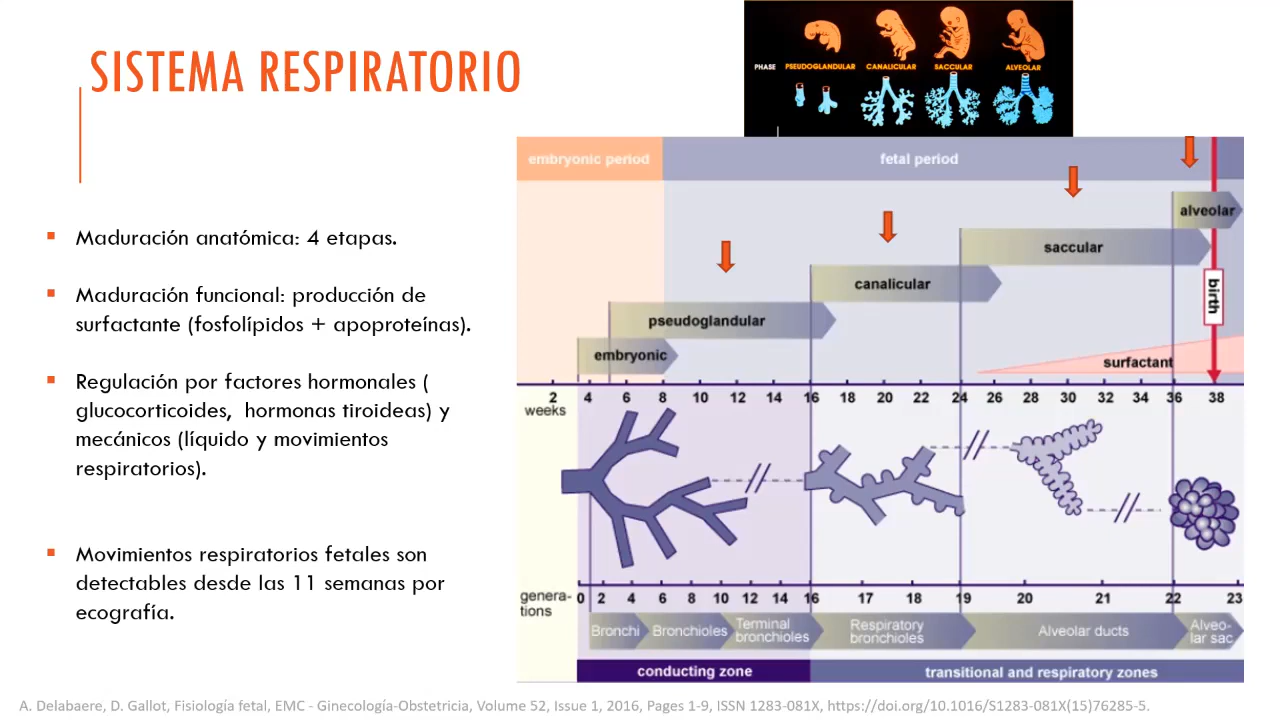 SISTEMA RESPIRATORIO
PHASE PSEUDOGLANDULAR CANALICULAR SACCULAR ALVEOLAR
▪ Maduración anatómica: 4 etapas.
▪ Maduración funcional: producción de
surfactante (fosfolípidos + apoproteínas).
▪ Regulación por factores hormonales (
glucocorticoides, hormonas tiroideas) y
mecánicos (líquido y movimientos
respiratorios).
▪ Movimientos respiratorios fetales son
detectables desde las 11 semanas por
ecografía.
embryonic period fetal period
alveolar
saccular
canalicular
birth
pseudoglandular
embryonic
surfactant
2 4 6 8 10 12 14 16 18 20 22 24 26 28 30 32 34 36 38
weeks
genera-
tions
0 2 4 6 8 10 12 14 16 17 18 19 20 21 22 23
Bronchi Bronchioles Terminal
bronchioles
Respiratory
bronchioles
Alveolar ducts
Alveo-
lar sac
conducting zone transitional and respiratory zones
A. Delabaere, D. Gallot, Fisiología fetal, EMC - Ginecología-Obstetricia, Volume 52, Issue 1, 2016, Pages 1-9, ISSN 1283-081X, https://doi.org/10.1016/S1283-081X(15)76285-5.